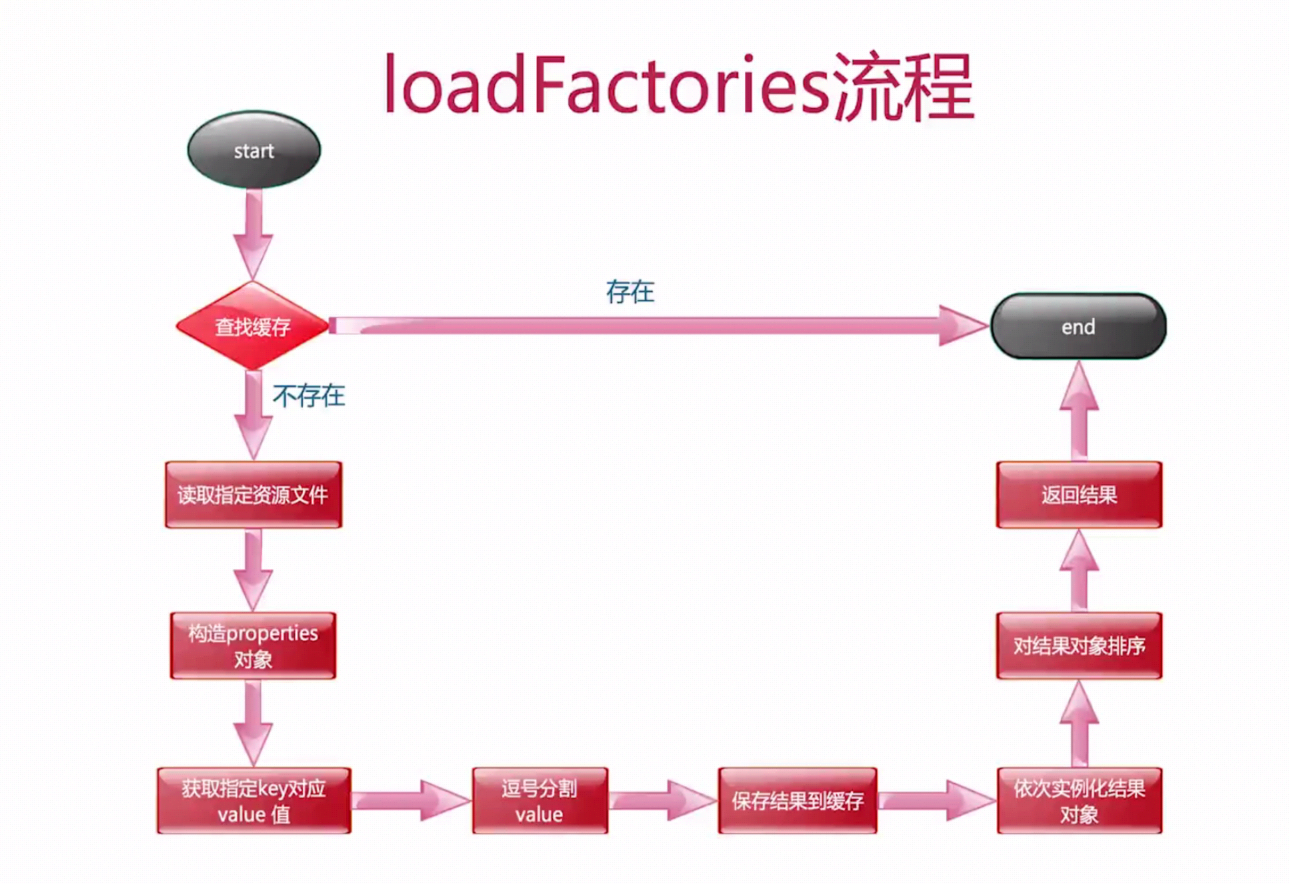 loadFactories流程
start
查找缓存
存在
end
不存在
读取指定资源文件
构造properties
对象
获取指定key对应
value 值
逗号分割
value
保存结果到缓存
依次实例化结果
对象
对结果对象排序
返回结果